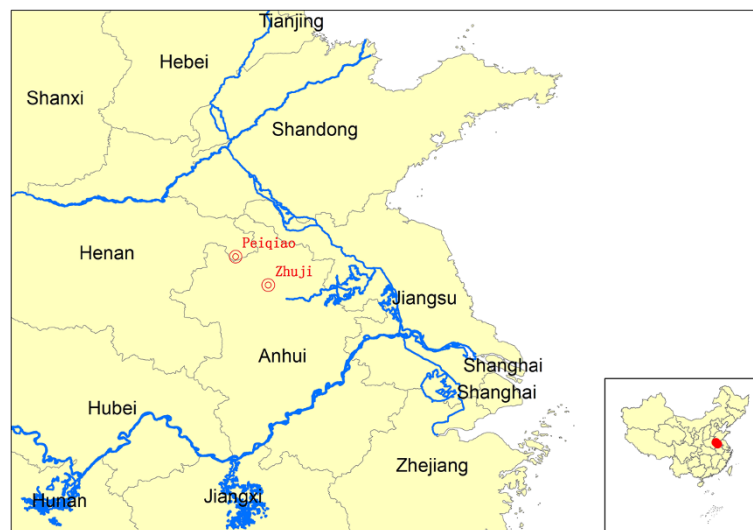 Tianjing
Hebei
Shanxi
Shandong
Henan
Peiqiao
Zhuji
Jiangsu
Anhui
Shanghai
Shanghai
Hubei
Zhejiang
Hunan
Jiangxi